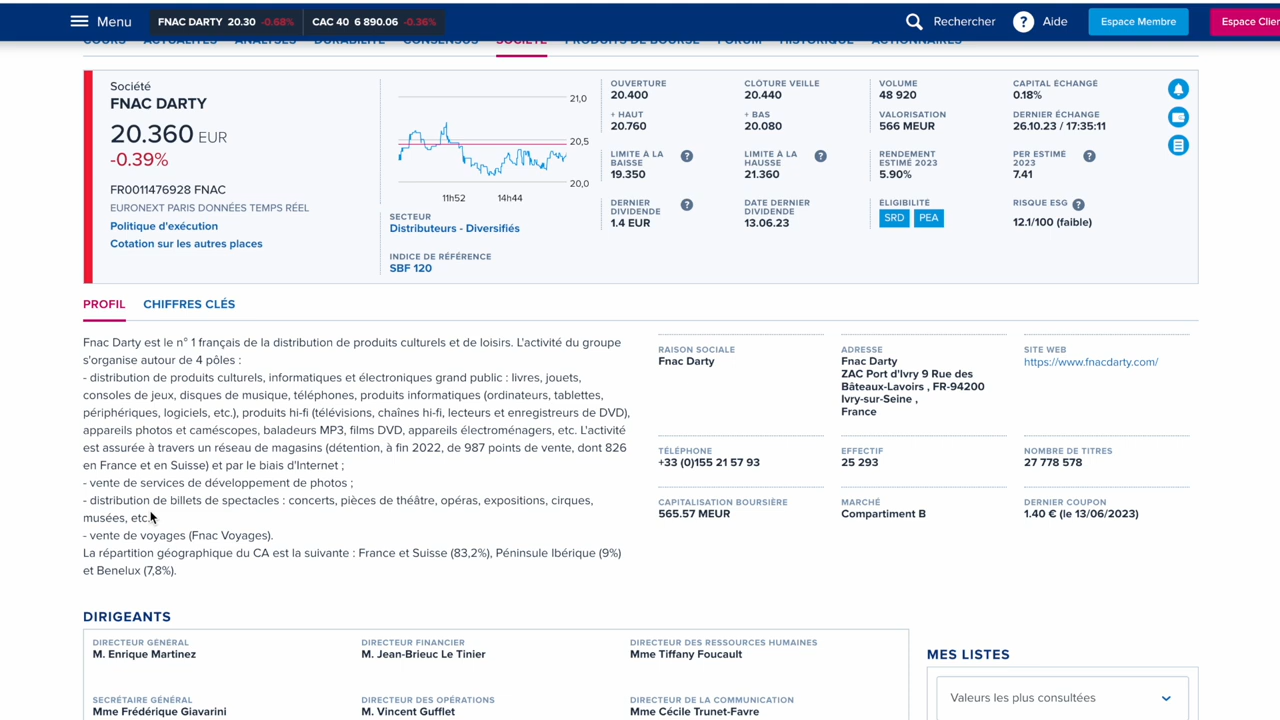 Menu
FNAC DARTY 20.30 -0.68%
CAC 40 6 890.06 -0.36%
Rechercher
? Aide
Espace Membre
Espace Clien
COURS ACTUALITÉS ANALYSES DURABILITÉ CONSENSUS SOCIÉTÉ PRODUITS DE BOURSE FORUM HISTORIQUE ACTIONNAIRES
Société
FNAC DARTY
20.360 EUR
-0.39%
FR0011476928 FNAC
EURONEXT PARIS DONNÉES TEMPS RÉEL
Politique d'exécution
Cotation sur les autres places
21,0
20,5
20,0
11h52 14h44
SECTEUR
Distributeurs - Diversifiés
INDICE DE RÉFÉRENCE
SBF 120
OUVERTURE
20.400
CLÔTURE VEILLE
20.440
VOLUME
48 920
CAPITAL ÉCHANGÉ
0.18%
+ HAUT
20.760
+ BAS
20.080
VALORISATION
566 MEUR
DERNIER ÉCHANGE
26.10.23 / 17:35:11
LIMITE À LA
BAISSE
?
19.350
LIMITE À LA
HAUSSE
?
21.360
RENDEMENT
ESTIMÉ 2023
5.90%
PER ESTIMÉ
2023
?
7.41
DERNIER
DIVIDENDE
?
1.4 EUR
DATE DERNIER
DIVIDENDE
13.06.23
ÉLIGIBILITÉ
SRD PEA
RISQUE ESG ?
12.1/100 (faible)
PROFIL CHIFFRES CLÉS
Fnac Darty est le n° 1 français de la distribution de produits culturels et de loisirs. L'activité du groupe
s'organise autour de 4 pôles :
- distribution de produits culturels, informatiques et électroniques grand public : livres, jouets,
consoles de jeux, disques de musique, téléphones, produits informatiques (ordinateurs, tablettes,
périphériques, logiciels, etc.), produits hi-fi (télévisions, chaînes hi-fi, lecteurs et enregistreurs de DVD),
appareils photos et caméscopes, baladeurs MP3, films DVD, appareils électroménagers, etc. L'activité
est assurée à travers un réseau de magasins (détention, à fin 2022, de 987 points de vente, dont 826
en France et en Suisse) et par le biais d'Internet ;
- vente de services de développement de photos ;
- distribution de billets de spectacles : concerts, pièces de théâtre, opéras, expositions, cirques,
musées, etc.
- vente de voyages (Fnac Voyages).
La répartition géographique du CA est la suivante : France et Suisse (83,2%), Péninsule Ibérique (9%)
et Benelux (7,8%).
RAISON SOCIALE
Fnac Darty
ADRESSE
Fnac Darty
ZAC Port d'Ivry 9 Rue des
Bâteaux-Lavoirs , FR-94200
Ivry-sur-Seine ,
France
SITE WEB
https://www.fnacdarty.com/
TÉLÉPHONE
+33 (0)155 21 57 93
EFFECTIF
25 293
NOMBRE DE TITRES
27 778 578
CAPITALISATION BOURSIÈRE
565.57 MEUR
MARCHÉ
Compartiment B
DERNIER COUPON
1.40 € (le 13/06/2023)
DIRIGEANTS
DIRECTEUR GÉNÉRAL
M. Enrique Martinez
DIRECTEUR FINANCIER
M. Jean-Brieuc Le Tinier
DIRECTEUR DES RESSOURCES HUMAINES
Mme Tiffany Foucault
SECRÉTAIRE GÉNÉRAL
Mme Frédérique Giavarini
DIRECTEUR DES OPÉRATIONS
M. Vincent Gufflet
DIRECTEUR DE LA COMMUNICATION
Mme Cécile Trunet-Favre
MES LISTES
Valeurs les plus consultées